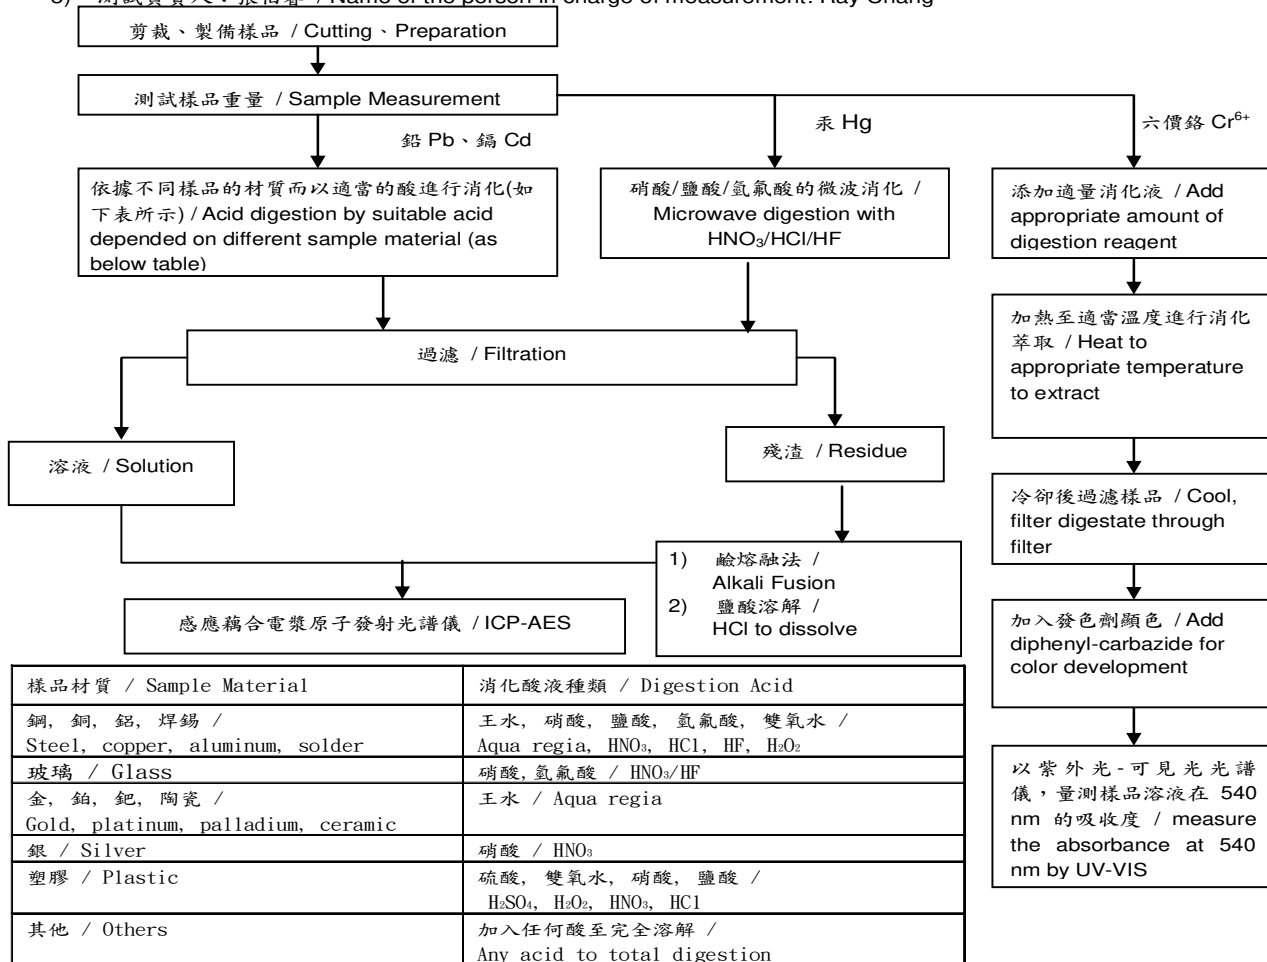 / Name of the person in charge of measurement: Ray Chang
剪裁、製備樣品 / Cutting、Preparation
測試樣品重量 / Sample Measurement
鉛 Pb、鎘 Cd
汞 Hg
六價鉻 Cr⁶⁺
依據不同樣品的材質而以適當的酸進行消化(如
下表所示) / Acid digestion by suitable acid
depended on different sample material (as
below table)
硝酸/鹽酸/氫氟酸的微波消化 /
Microwave digestion with
HNO₃/HCl/HF
添加適量消化液 / Add
appropriate amount of
digestion reagent
加熱至適當溫度進行消化
萃取 / Heat to
appropriate temperature
to extract
過濾 / Filtration
溶液 / Solution
殘渣 / Residue
冷卻後過濾樣品 / Cool,
filter digestate through
filter
1) 鹼熔融法 /
Alkali Fusion
2) 鹽酸溶解 /
HCl to dissolve
感應藕合電漿原子發射光譜儀 / ICP-AES
加入發色劑顯色 / Add
diphenyl-carbazide for
color development
以紫外光-可見光光譜
儀，量測樣品溶液在 540
nm 的吸收度 / measure
the absorbance at 540
nm by UV-VIS
樣品材質 / Sample Material
消化酸液種類 / Digestion Acid
鋼, 銅, 鋁, 焊錫 /
Steel, copper, aluminum, solder
王水, 硝酸, 鹽酸, 氫氟酸, 雙氧水 /
Aqua regia, HNO₃, HCl, HF, H₂O₂
玻璃 / Glass
硝酸,氫氟酸 / HNO₃/HF
金, 鉑, 鈀, 陶瓷 /
Gold, platinum, palladium, ceramic
王水 / Aqua regia
銀 / Silver
硝酸 / HNO₃
塑膠 / Plastic
硫酸, 雙氧水, 硝酸, 鹽酸 /
H₂SO₄, H₂O₂, HNO₃, HCl
其他 / Others
加入任何酸至完全溶解 /
Any acid to total digestion